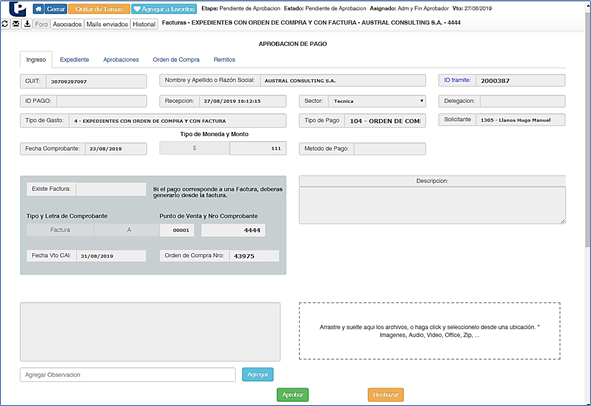 Cerrar Quitar de Turnos Agregar a favoritos Etapa: Pendiente de Aprobacion Estado: Pendiente de Aprobacion Asignado: Adm y Fin Aprobador Vto: 27/08/2019
Foro Asociados Mails enviados Historial Facturas - EXPEDIENTES CON ORDEN DE COMPRA Y CON FACTURA - AUSTRAL CONSULTING S.A. - 4444
APROBACION DE PAGO
Ingreso Expediente Aprobaciones Orden de Compra Remitos
CUIT: 30709297097 Nombre y Apellido o Razón Social: AUSTRAL CONSULTING S.A. ID tramite: 2000387
ID PAGO: Recepcion: 27/08/2019 16:12:15 Sector: Tecnica Delegacion:
Tipo de Gasto: 4 - EXPEDIENTES CON ORDEN DE COMPRA Y CON FACTURA Tipo de Pago 104 - ORDEN DE COM Solicitante 1305 - Llanos Hugo Manuel
Tipo de Moneda y Monto
Fecha Comprobante: 23/08/2019 $ 111 Metodo de Pago:
Descripcion:
Existe Factura: Si el pago corresponde a una Factura, deberas
generarlo desde la factura.
Tipo y Letra de Comprobante Punto de Venta y Nro Comprobante
Factura A 00001 4444
Fecha Vto CAI: 31/08/2019 Orden de Compra Nro: 43975
Arrastre y suelte aqui los archivos, o haga click y seleccionelo desde una ubicación. *
Imagenes, Audio, Video, Office, Zip, ...
Agregar Observacion Agregar
Aprobar Rechazar